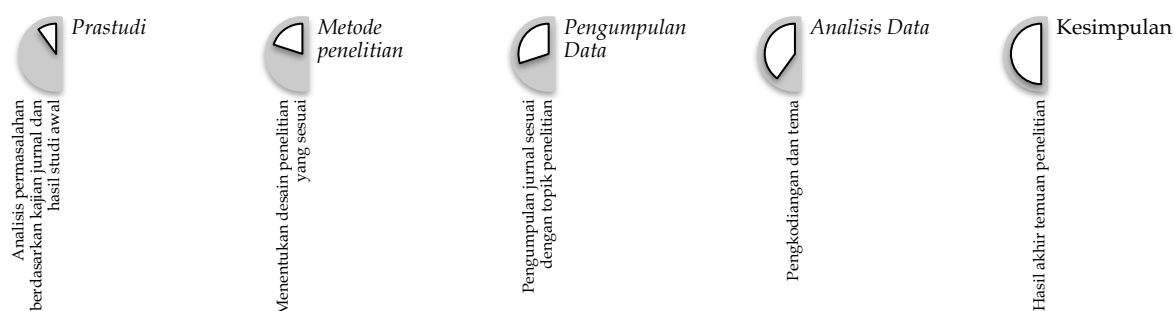 Prastudi
Analisis permasalahan
berdasarkan kajian jurnal dan
hasil studi awal
Metode
penelitian
Menentukan desain penelitian
yang sesuai
Pengumpulan
Data
Pengumpulan jurnal sesuai
dengan topik penelitian
Analisis Data
Pengkodiangan dan tema
Kesimpulan
Hasil akhir temuan penelitian